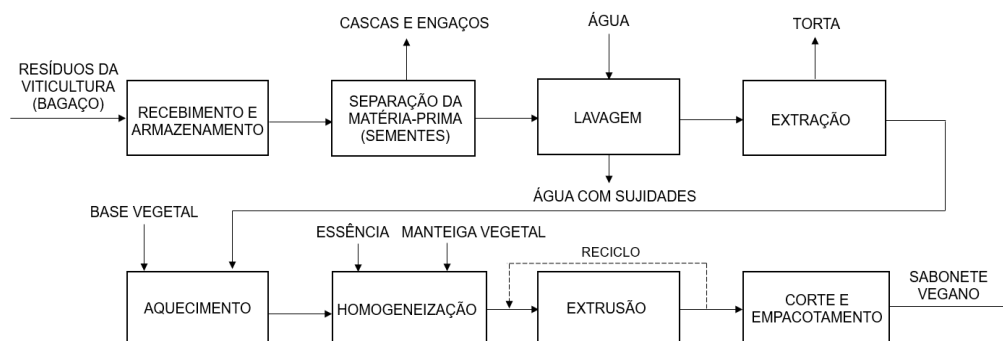 CASCAS E ENGAÇOS
ÁGUA
TORTA
RESÍDUOS DA
VITICULTURA
(BAGAÇO)
RECEBIMENTO E
ARMAZENAMENTO
SEPARAÇÃO DA
MATÉRIA-PRIMA
(SEMENTES)
LAVAGEM
EXTRAÇÃO
ÁGUA COM SUJIDADES
BASE VEGETAL
ESSÊNCIA
MANTEIGA VEGETAL
RECICLO
AQUECIMENTO
HOMOGENEIZAÇÃO
EXTRUSÃO
CORTE E
EMPACOTAMENTO
SABONETE
VEGANO